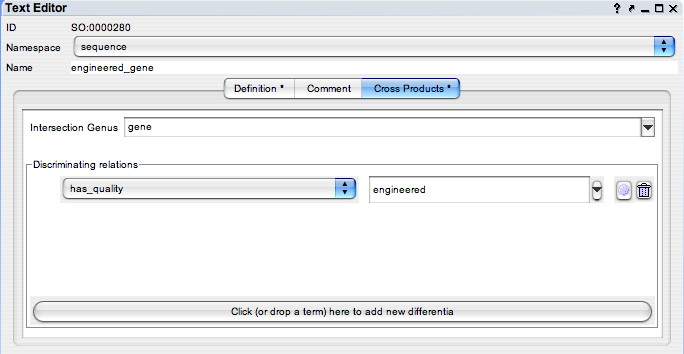 Text Editor
ID SO:0000280
Namespace sequence
Name engineered_gene
Definition * Comment Cross Products *
Intersection Genus gene
Discriminating relations
has_quality engineered
Click (or drop a term) here to add new differentia